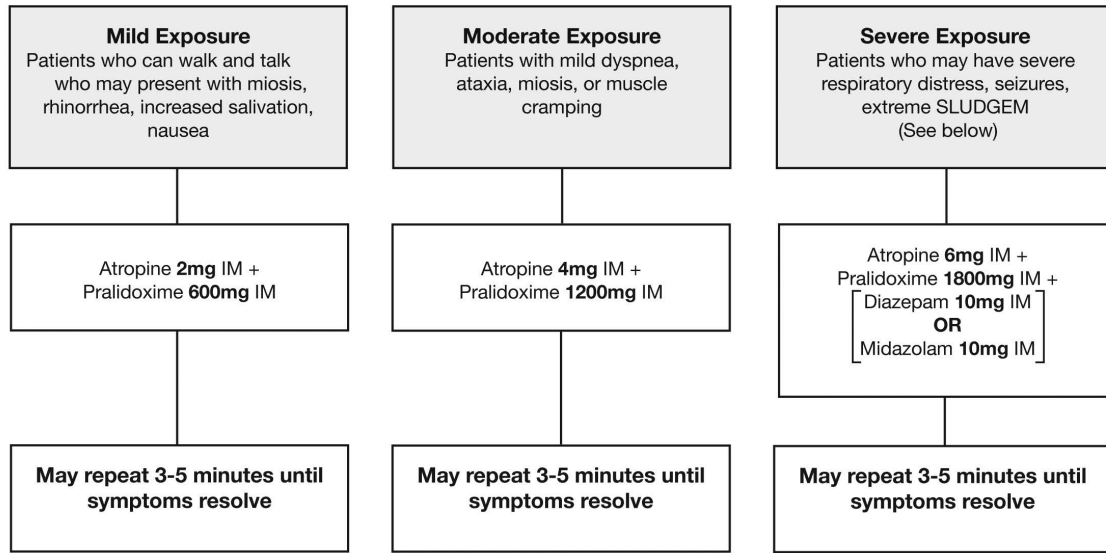 Mild Exposure
Patients who can walk and talk
who may present with miosis,
rhinorrhea, increased salivation,
nausea
Atropine 2mg IM +
Pralidoxime 600mg IM
May repeat 3-5 minutes until
symptoms resolve
Moderate Exposure
Patients with mild dyspnea,
ataxia, miosis, or muscle
cramping
Atropine 4mg IM +
Pralidoxime 1200mg IM
May repeat 3-5 minutes until
symptoms resolve
Severe Exposure
Patients who may have severe
respiratory distress, seizures,
extreme SLUDGEM
(See below)
Atropine 6mg IM +
Pralidoxime 1800mg IM +
[Diazepam 10mg IM
OR
Midazolam 10mg IM]
May repeat 3-5 minutes until
symptoms resolve